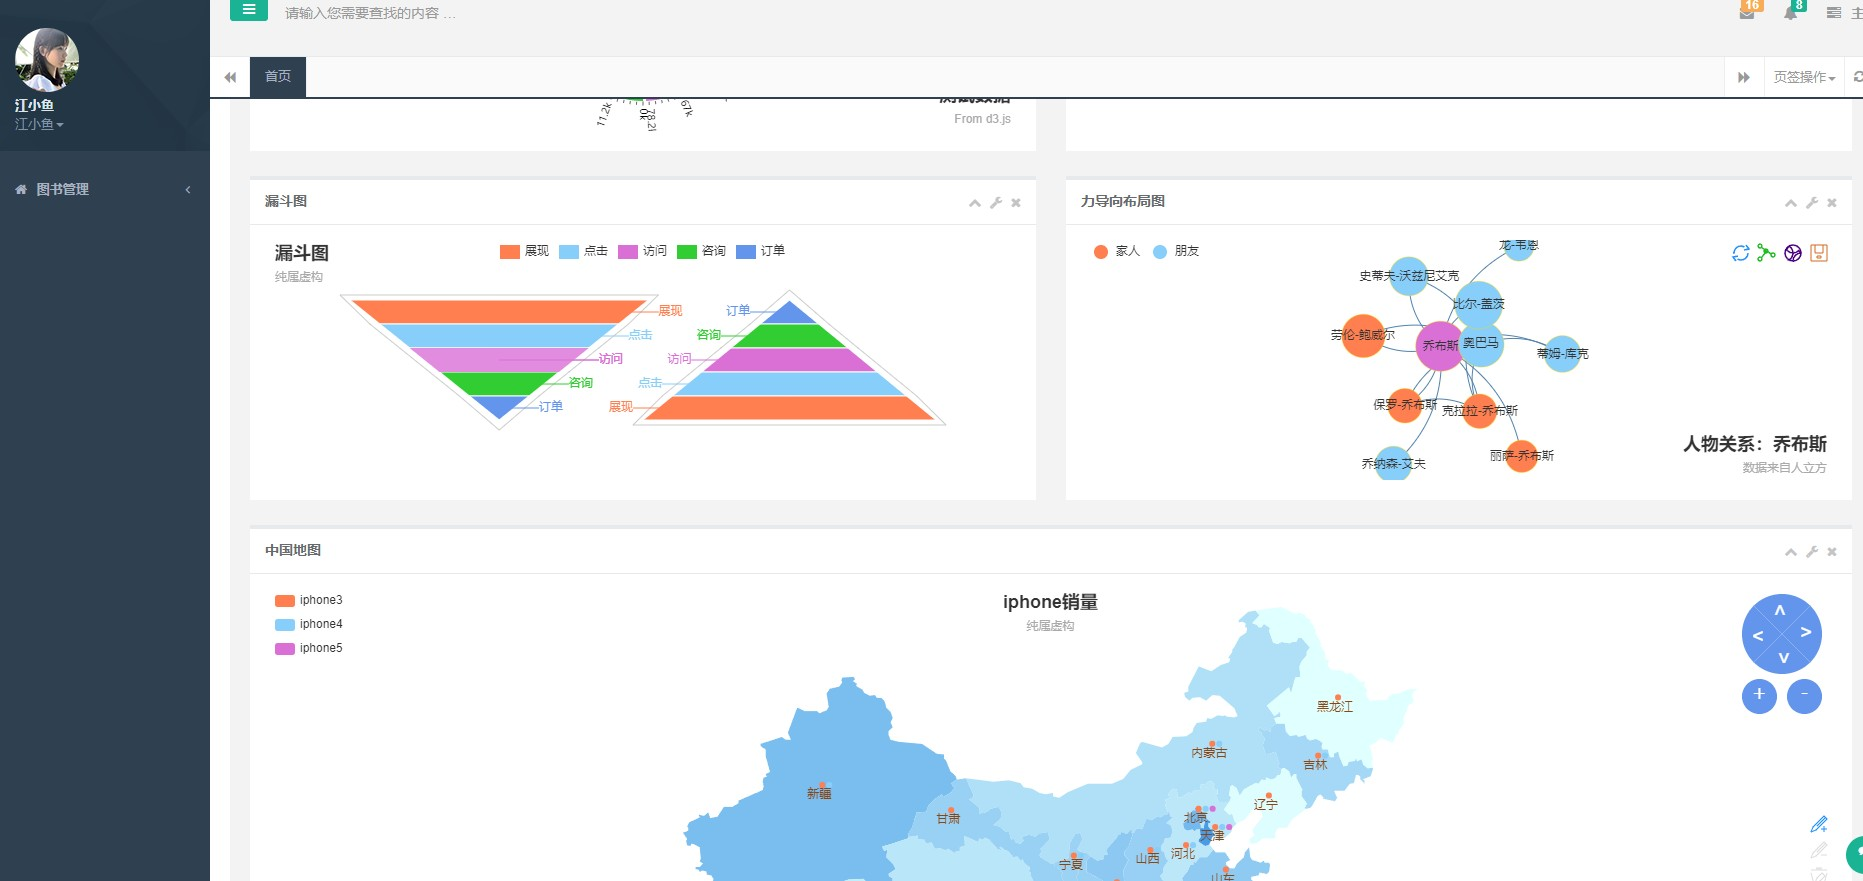 请输入您需要查找的内容 …
16
8
江小鱼
江小鱼
首页
页签操作
图书管理
11.2k
0k
67k
From d3.js
漏斗图
力导向布局图
漏斗图
纯属虚构
展现
点击
访问
咨询
订单
展现
点击
访问
咨询
订单
订单
咨询
访问
点击
展现
家人
朋友
龙-韦恩
史蒂夫-沃兹尼艾克
比尔-盖茨
劳伦-鲍威尔
乔布斯
奥巴马
蒂姆-库克
保罗-乔布斯
克拉拉-乔布斯
丽萨-乔布斯
乔纳森-艾夫
人物关系：乔布斯
数据来自人立方
中国地图
iphone3
iphone4
iphone5
iphone销量
纯属虚构
黑龙江
内蒙古
吉林
新疆
辽宁
甘肃
北京
天津
山西
河北
宁夏
山东